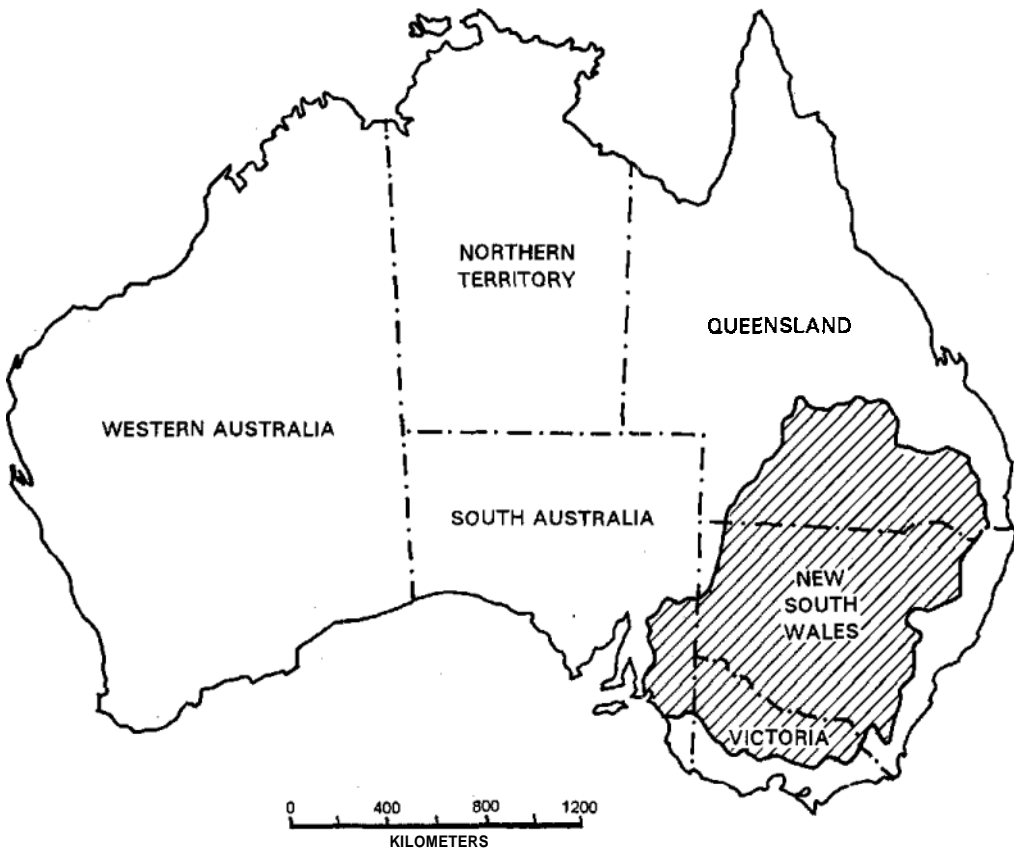 NORTHERN
TERRITORY
QUEENSLAND
WESTERN AUSTRALIA
SOUTH AUSTRALIA
NEW
SOUTH
WALES
VICTORIA
0 400 800 1200
KILOMETERS